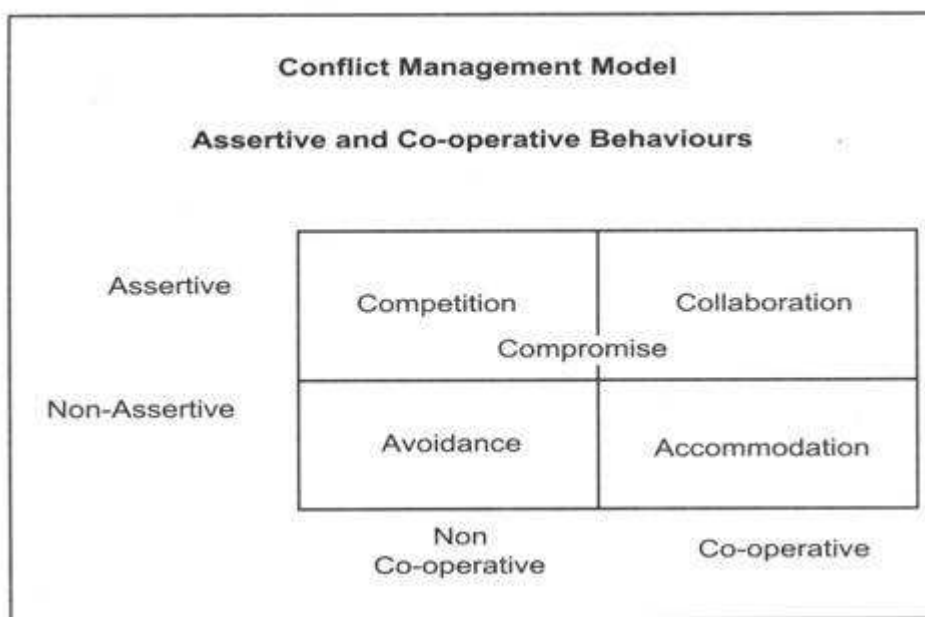 Conflict Management Model
Assertive and Co-operative Behaviours
Assertive
Competition
Collaboration
Compromise
Non-Assertive
Avoidance
Accommodation
Non
Co-operative
Co-operative